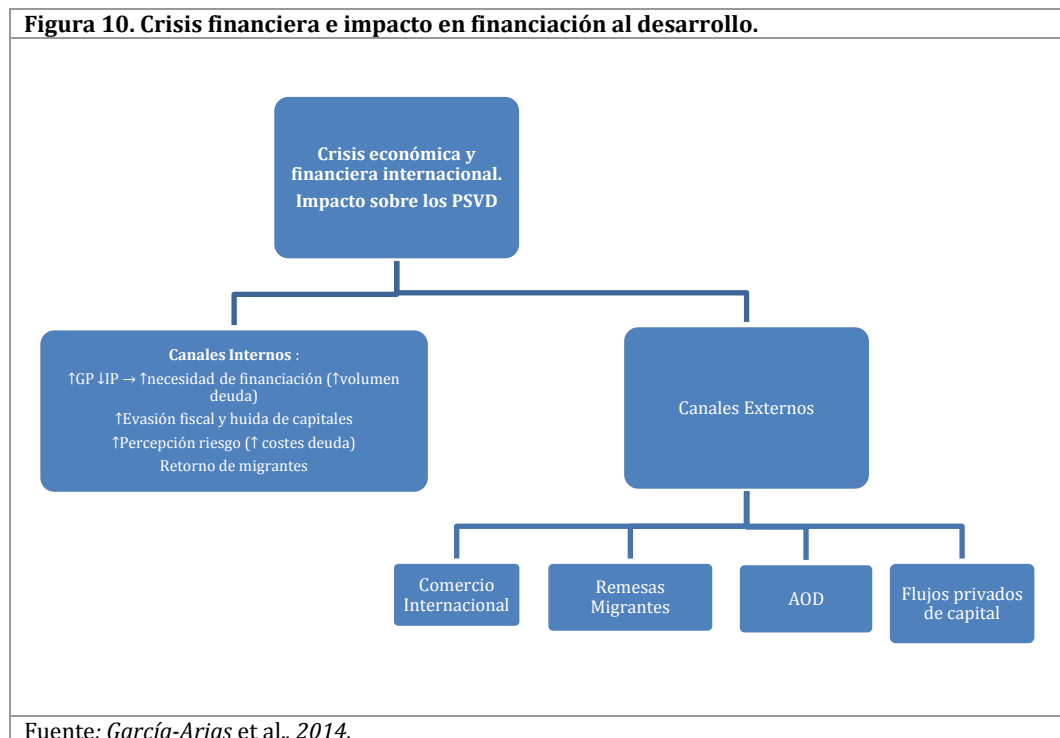 Figura 10. Crisis financiera e impacto en financiación al desarrollo.
Crisis económica y
financiera internacional.
Impacto sobre los PSVD
Canales Internos :
↑GP ↓IP → ↑necesidad de financiación (↑volumen
deuda)
↑Evasión fiscal y huida de capitales
↑Percepción riesgo (↑ costes deuda)
Retorno de migrantes
Canales Externos
Comercio
Internacional
Remesas
Migrantes
AOD
Flujos privados
de capital
Fuente: García-Arias et al., 2014.